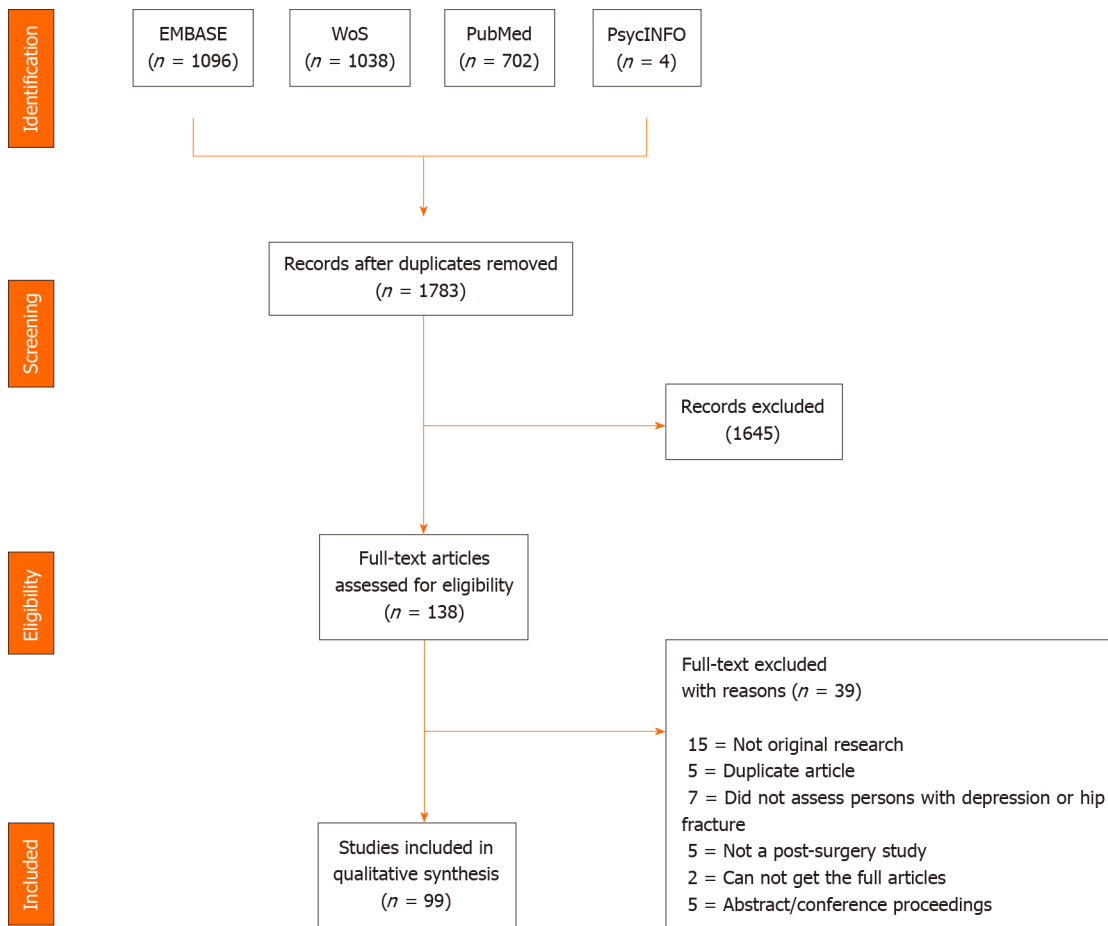 Identification
EMBASE
(n = 1096)
WoS
(n = 1038)
PubMed
(n = 702)
PsycINFO
(n = 4)
Records after duplicates removed
(n = 1783)
Screening
Records excluded
(1645)
Eligibility
Full-text articles
assessed for eligibility
(n = 138)
Full-text excluded
with reasons (n = 39)
15 = Not original research
5 = Duplicate article
7 = Did not assess persons with depression or hip
fracture
5 = Not a post-surgery study
2 = Can not get the full articles
5 = Abstract/conference proceedings
Included
Studies included in
qualitative synthesis
(n = 99)